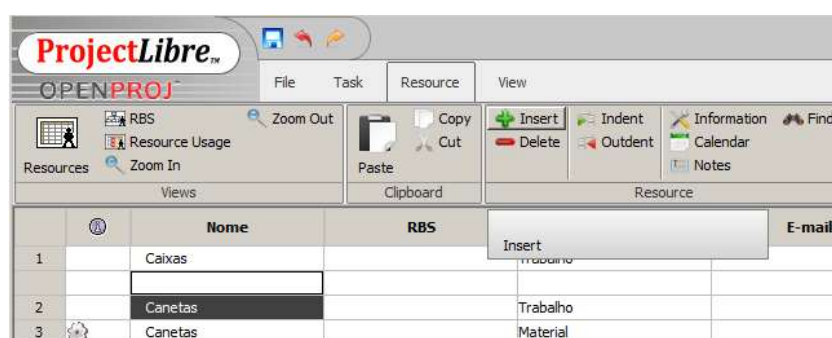 ProjectLibre™
OPENPROJ
File Task Resource View
RBS Zoom Out Copy Insert Indent Information Find
Resource Usage Cut Delete Outdent Calendar
Resources Zoom In Paste Notes
Views Clipboard Resource
Nome RBS E-mail
Insert
1 Caixas Trabalho
2 Canetas Trabalho
3 Canetas Material